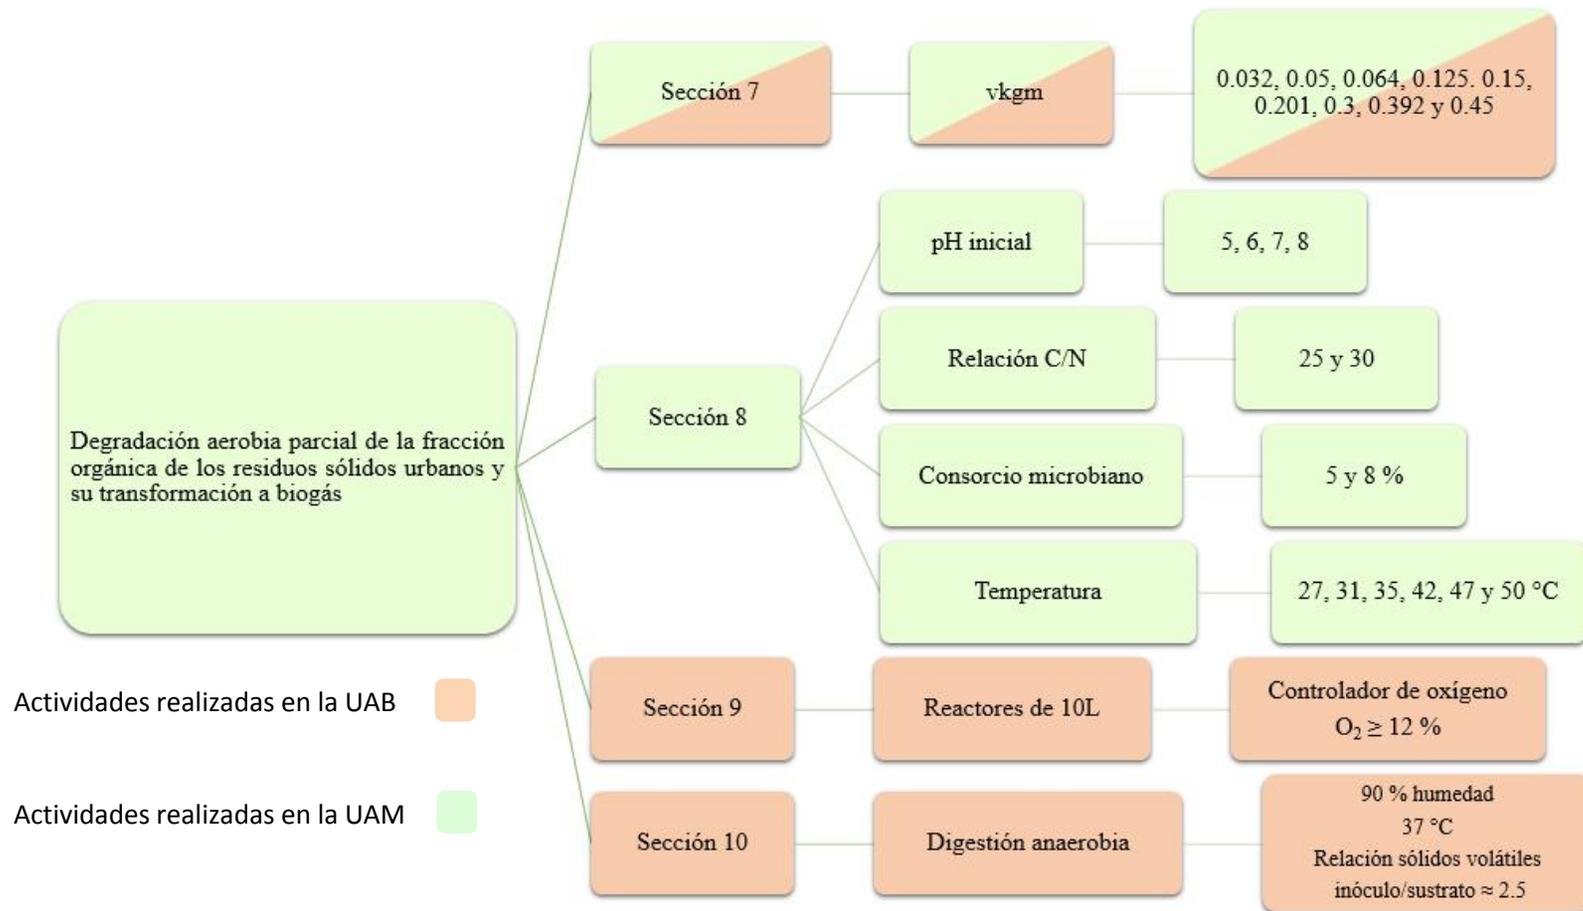 Sección 7
vkgm
0.032, 0.05, 0.064, 0.125. 0.15,
0.201, 0.3, 0.392 y 0.45
Degradación aerobia parcial de la fracción
orgánica de los residuos sólidos urbanos y
su transformación a biogás
Sección 8
pH inicial
5, 6, 7, 8
Relación C/N
25 y 30
Consorcio microbiano
5 y 8 %
Temperatura
27, 31, 35, 42, 47 y 50 °C
Sección 9
Reactores de 10L
Controlador de oxígeno
O₂ ≥ 12 %
Sección 10
Digestión anaerobia
90 % humedad
37 °C
Relación sólidos volátiles
inóculo/sustrato ≈ 2.5
Actividades realizadas en la UAB
Actividades realizadas en la UAM